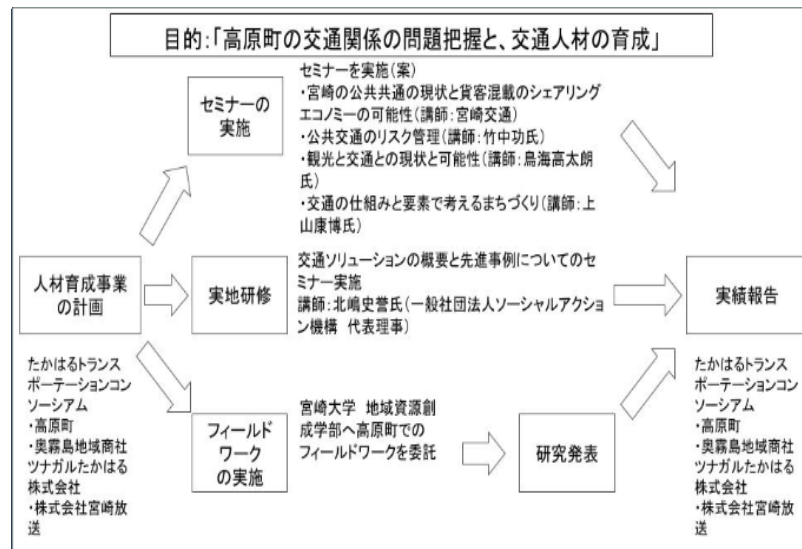 目的:「高原町の交通関係の問題把握と、交通人材の育成」
セミナーの
実施
セミナーを実施(案)
・宮崎の公共共通の現状と貨客混載のシェアリング
エコノミーの可能性(講師:宮崎交通)
・公共交通のリスク管理(講師:竹中功氏)
・観光と交通との現状と可能性(講師:鳥海高太朗
氏)
・交通の仕組みと要素で考えるまちづくり(講師:上
山康博氏)
人材育成事業
の計画
実地研修
交通ソリューションの概要と先進事例についてのセ
ミナー実施
講師:北嶋史誉氏(一般社団法人ソーシャルアクショ
ン機構 代表理事)
実績報告
たかはるトランス
ポーテーションコン
ソーシアム
・高原町
・奥霧島地域商社
ツナガルたかはる
株式会社
・株式会社宮崎放
送
フィールド
ワーク
の実施
宮崎大学 地域資源創
成学部へ高原町での
フィールドワークを委託
研究発表
たかはるトランス
ポーテーションコン
ソーシアム
・高原町
・奥霧島地域商社
ツナガルたかはる
株式会社
・株式会社宮崎放
送